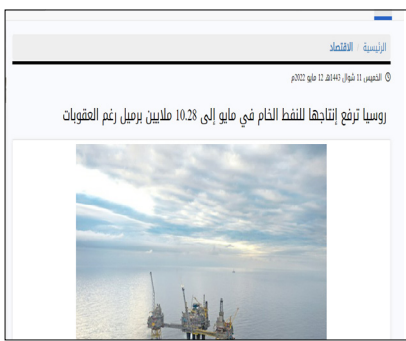 الرئيسية / الاقتصاد
الخميس 11 شوال 1443هـ 12 مايو 2022م
روسيا ترفع إنتاجها للنفط الخام في مايو إلى 10.28 ملايين برميل رغم العقوبات